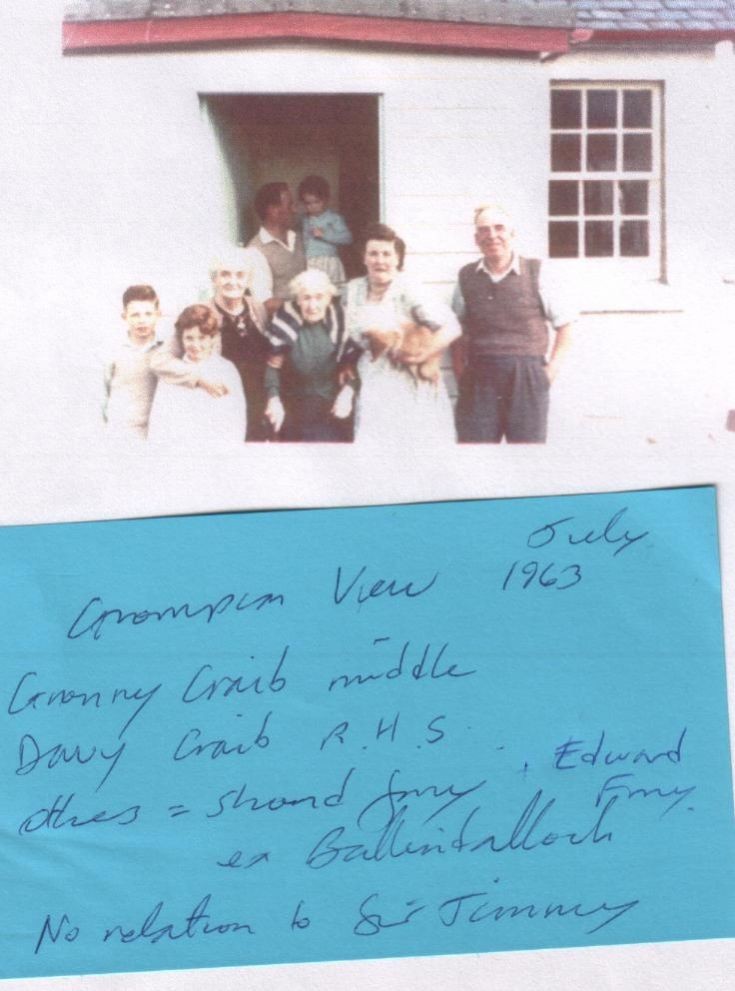 July
Grampian View 1963
Granny Craib middle
Davy Craib R.H.S.
others = Shand fmy + Edward
Fmy.
ex Ballindalloch
No relation to Sir Jimmy